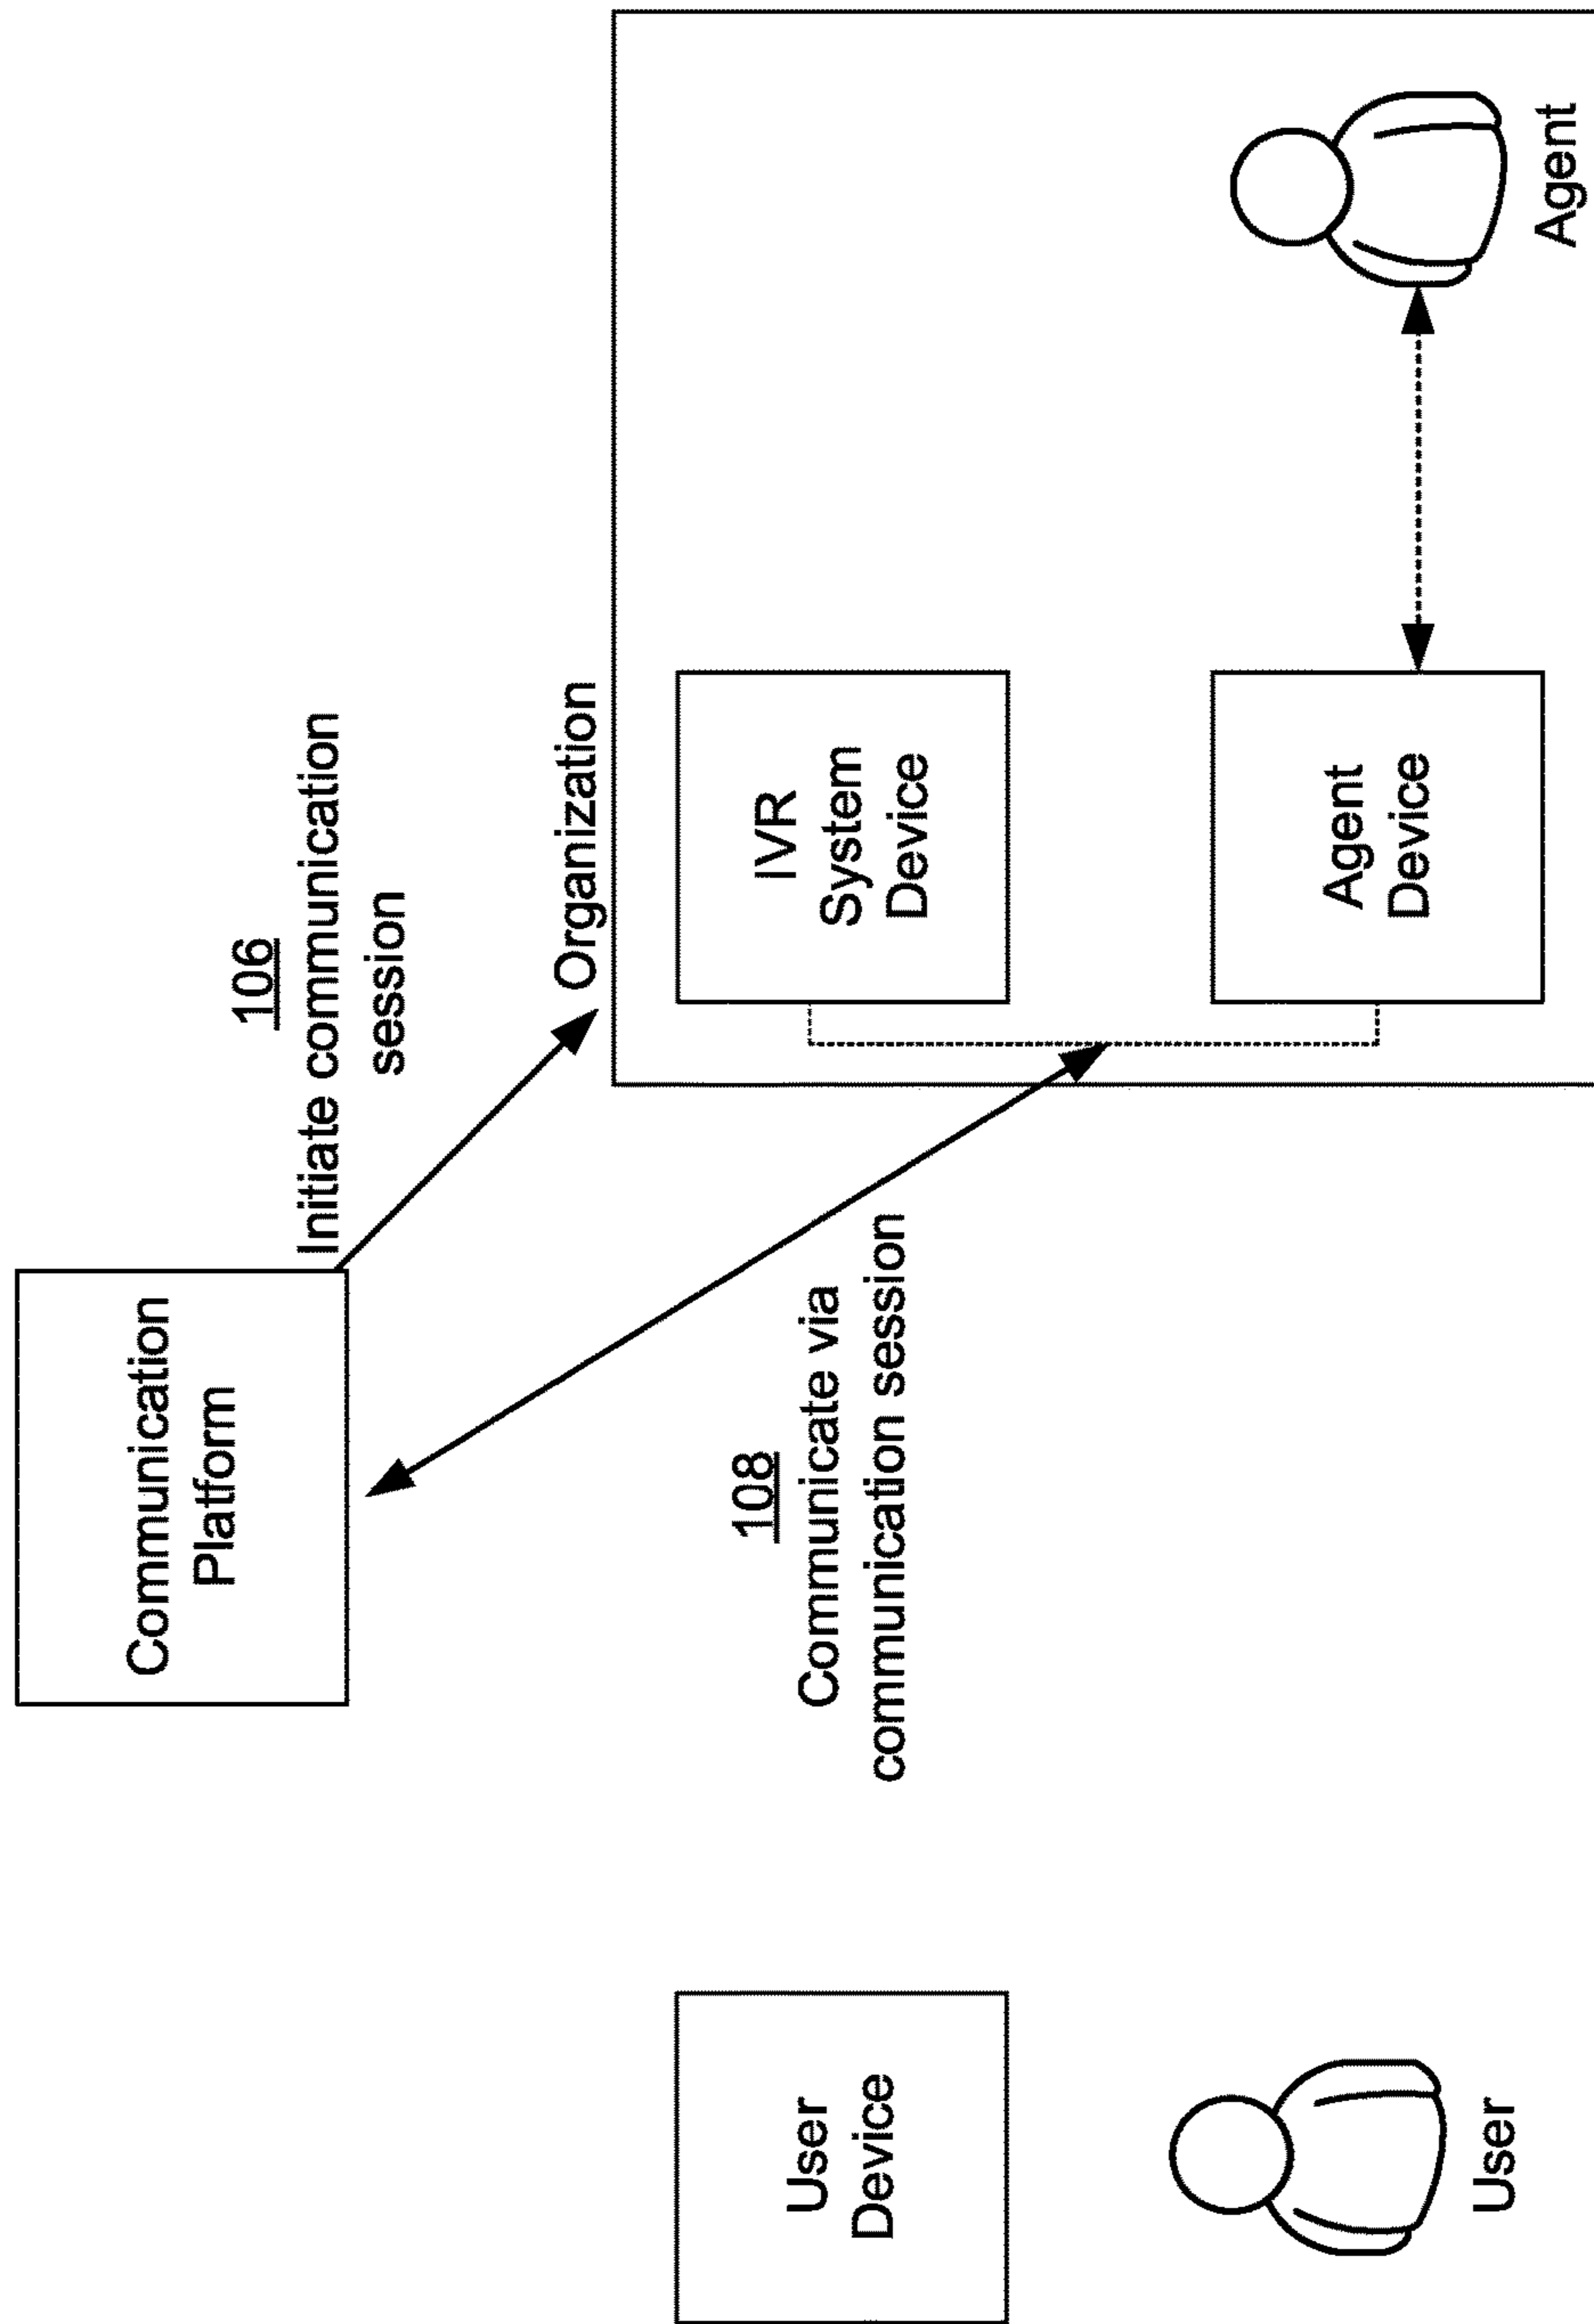 Communication
Platform
106
Initiate communication
session
Organization
108
Communicate via
communication session
User
Device
IVR
System
Device
Agent
Device
User
Agent